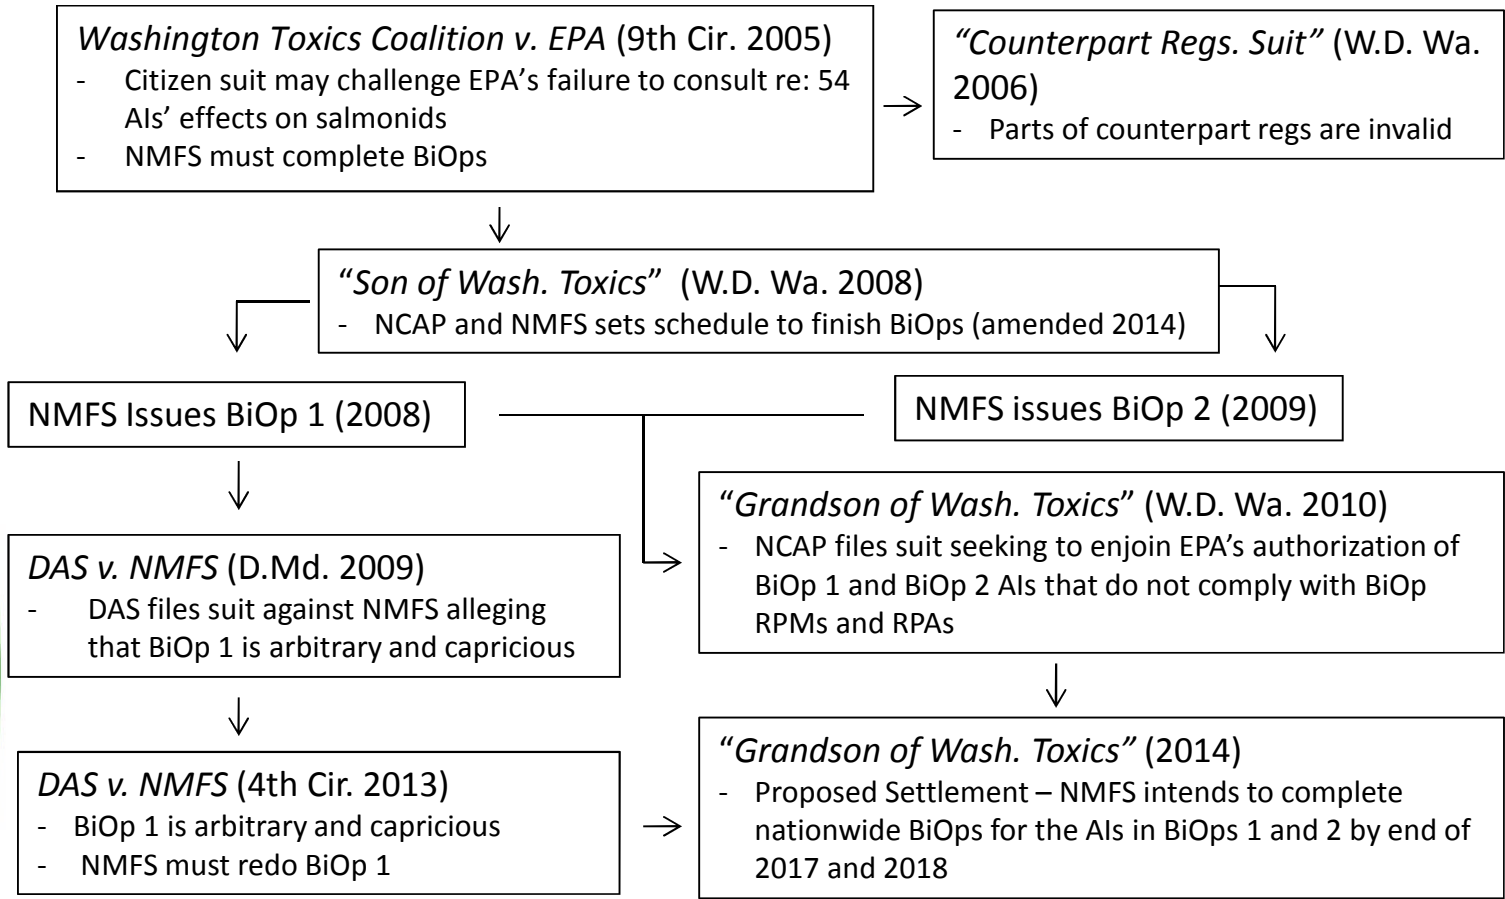 Washington Toxics Coalition v. EPA (9th Cir. 2005)
- Citizen suit may challenge EPA’s failure to consult re: 54
AIs’ effects on salmonids
- NMFS must complete BiOps
“Counterpart Regs. Suit” (W.D. Wa.
2006)
- Parts of counterpart regs are invalid
“Son of Wash. Toxics” (W.D. Wa. 2008)
- NCAP and NMFS sets schedule to finish BiOps (amended 2014)
NMFS Issues BiOp 1 (2008)
NMFS issues BiOp 2 (2009)
DAS v. NMFS (D.Md. 2009)
- DAS files suit against NMFS alleging
that BiOp 1 is arbitrary and capricious
“Grandson of Wash. Toxics” (W.D. Wa. 2010)
- NCAP files suit seeking to enjoin EPA’s authorization of
BiOp 1 and BiOp 2 AIs that do not comply with BiOp
RPMs and RPAs
DAS v. NMFS (4th Cir. 2013)
- BiOp 1 is arbitrary and capricious
- NMFS must redo BiOp 1
“Grandson of Wash. Toxics” (2014)
- Proposed Settlement – NMFS intends to complete
nationwide BiOps for the AIs in BiOps 1 and 2 by end of
2017 and 2018